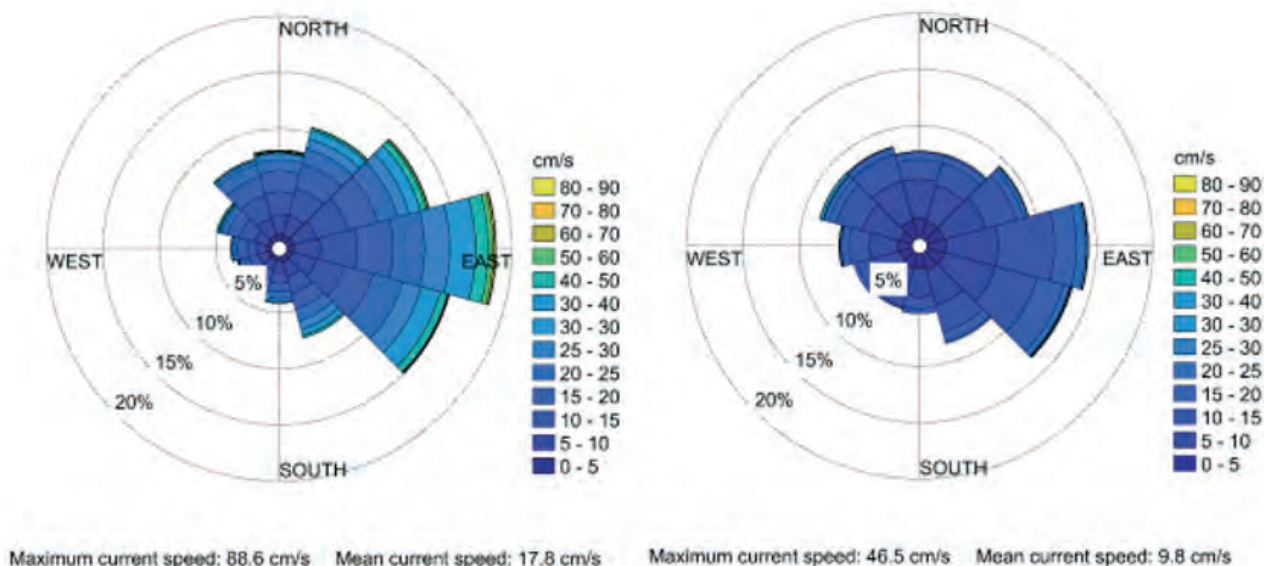 NORTH
WEST
EAST
SOUTH
5%
10%
15%
20%
cm/s
80 - 90
70 - 80
60 - 70
50 - 60
40 - 50
30 - 40
30 - 30
25 - 30
20 - 25
15 - 20
10 - 15
5 - 10
0 - 5
Maximum current speed: 88.6 cm/s Mean current speed: 17.8 cm/s
NORTH
WEST
EAST
SOUTH
5%
10%
15%
20%
cm/s
80 - 90
70 - 80
60 - 70
50 - 60
40 - 50
30 - 40
30 - 30
25 - 30
20 - 25
15 - 20
10 - 15
5 - 10
0 - 5
Maximum current speed: 46.5 cm/s Mean current speed: 9.8 cm/s